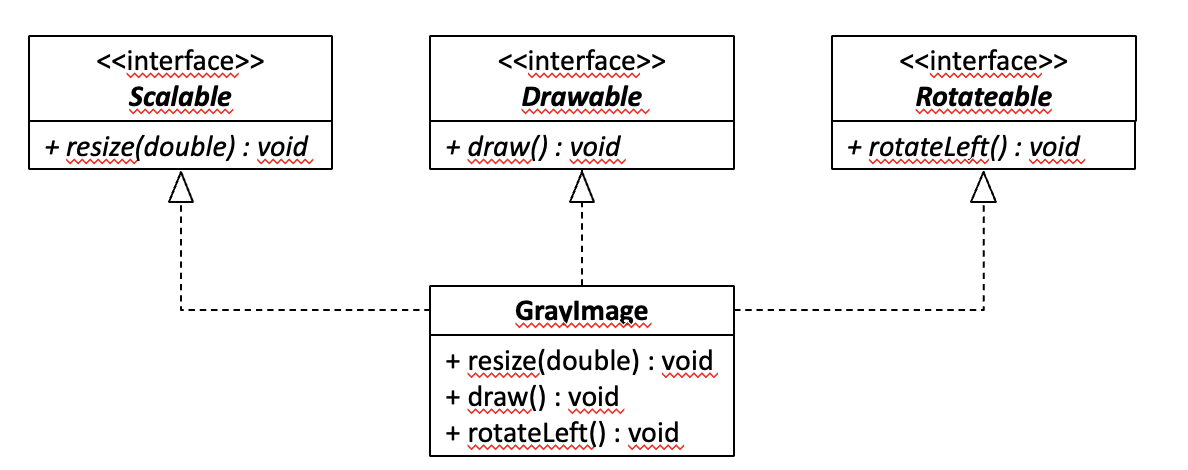 <<interface>>
Scalable
+ resize(double) : void
<<interface>>
Drawable
+ draw() : void
<<interface>>
Rotateable
+ rotateLeft() : void
GrayImage
+ resize(double) : void
+ draw() : void
+ rotateLeft() : void